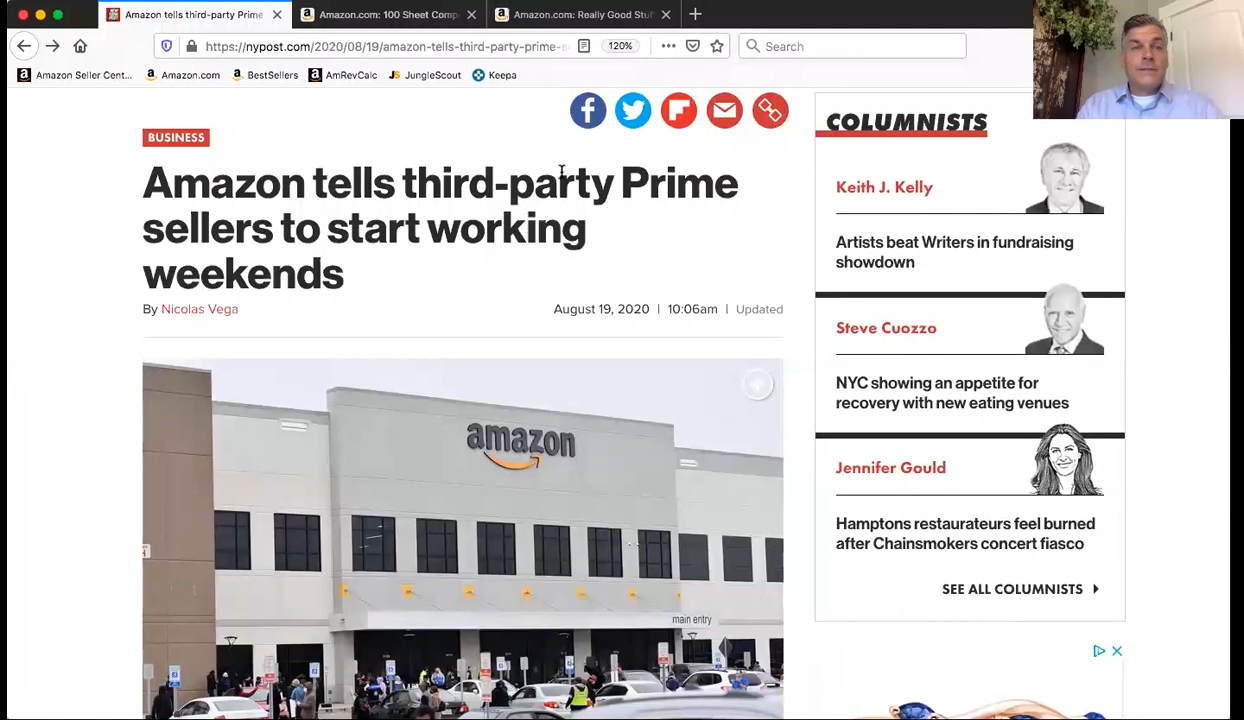 Amazon tells third-party Prime
Amazon.com: 100 Sheet Comp
Amazon.com: Really Good Stuf
https://nypost.com/2020/08/19/amazon-tells-third-party-prime-s
120%
Search
Amazon Seller Cent...
Amazon.com
BestSellers
AmRevCalc
JS JungleScout
Keepa
BUSINESS
Amazon tells third-party Prime
sellers to start working
weekends
By Nicolas Vega
August 19, 2020 | 10:06am | Updated
amazon
main entry
COLUMNISTS
Keith J. Kelly
Artists beat Writers in fundraising
showdown
Steve Cuozzo
NYC showing an appetite for
recovery with new eating venues
Jennifer Gould
Hamptons restaurateurs feel burned
after Chainsmokers concert fiasco
SEE ALL COLUMNISTS